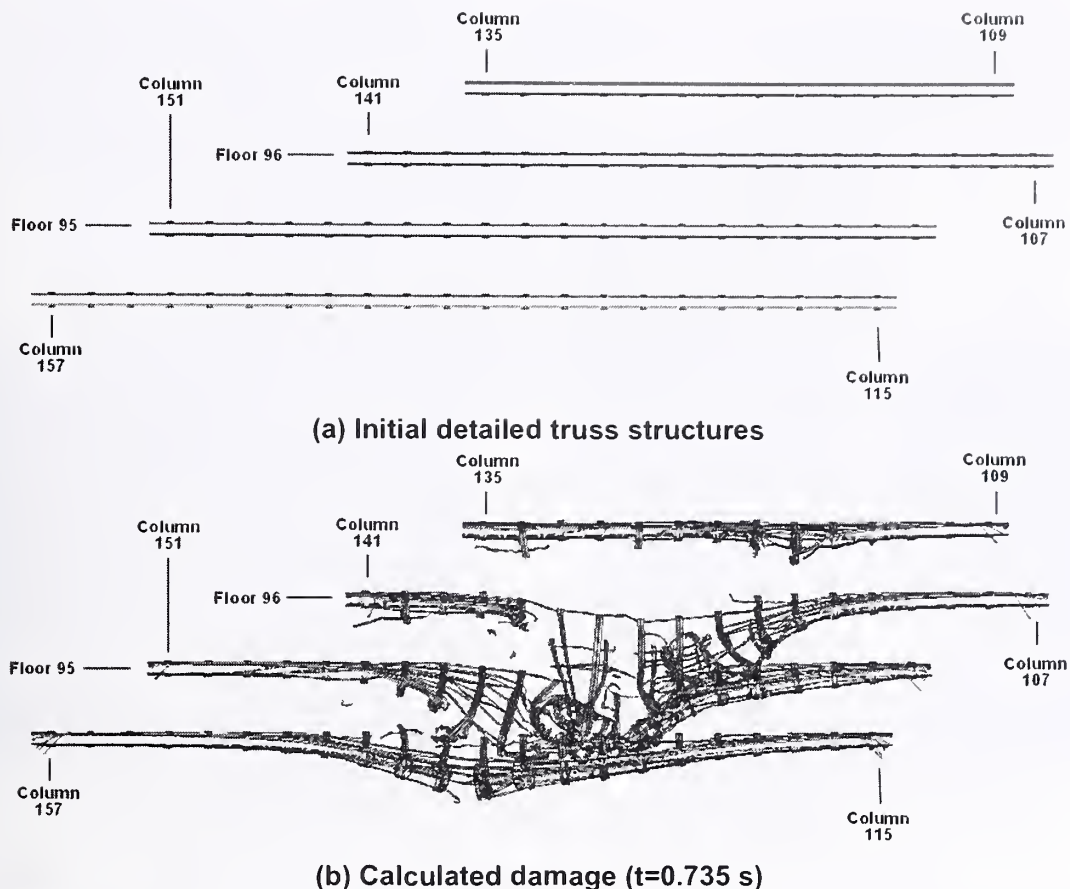 Column
135
Column
109
Column
151
Column
141
Floor 96
Floor 95
Column
107
Column
157
Column
115
(a) Initial detailed truss structures
Column
135
Column
109
Column
151
Column
141
Floor 96
Floor 95
Column
107
Column
157
Column
115
(b) Calculated damage (t=0.735 s)